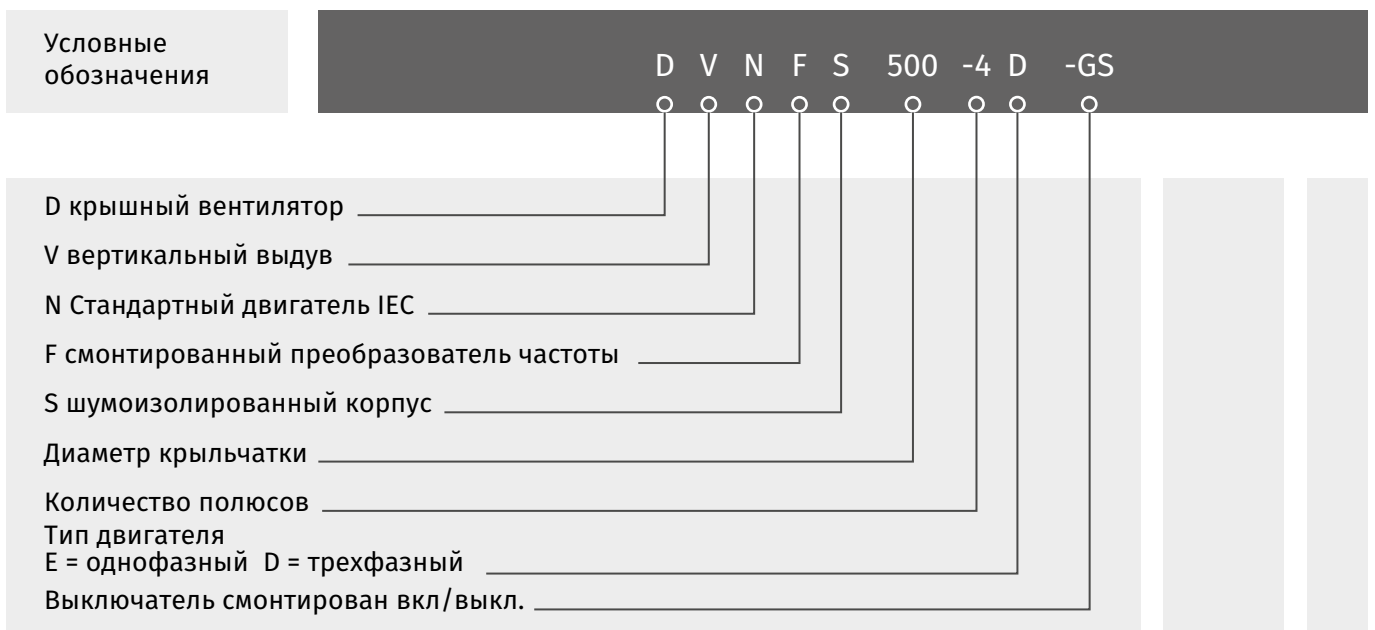 Условные
обозначения
D V N F S 500 -4 D -GS
D крышный вентилятор
V вертикальный выдув
N Стандартный двигатель IEC
F смонтированный преобразователь частоты
S шумоизолированный корпус
Диаметр крыльчатки
Количество полюсов
Тип двигателя
E = однофазный D = трехфазный
Выключатель смонтирован вкл/выкл.